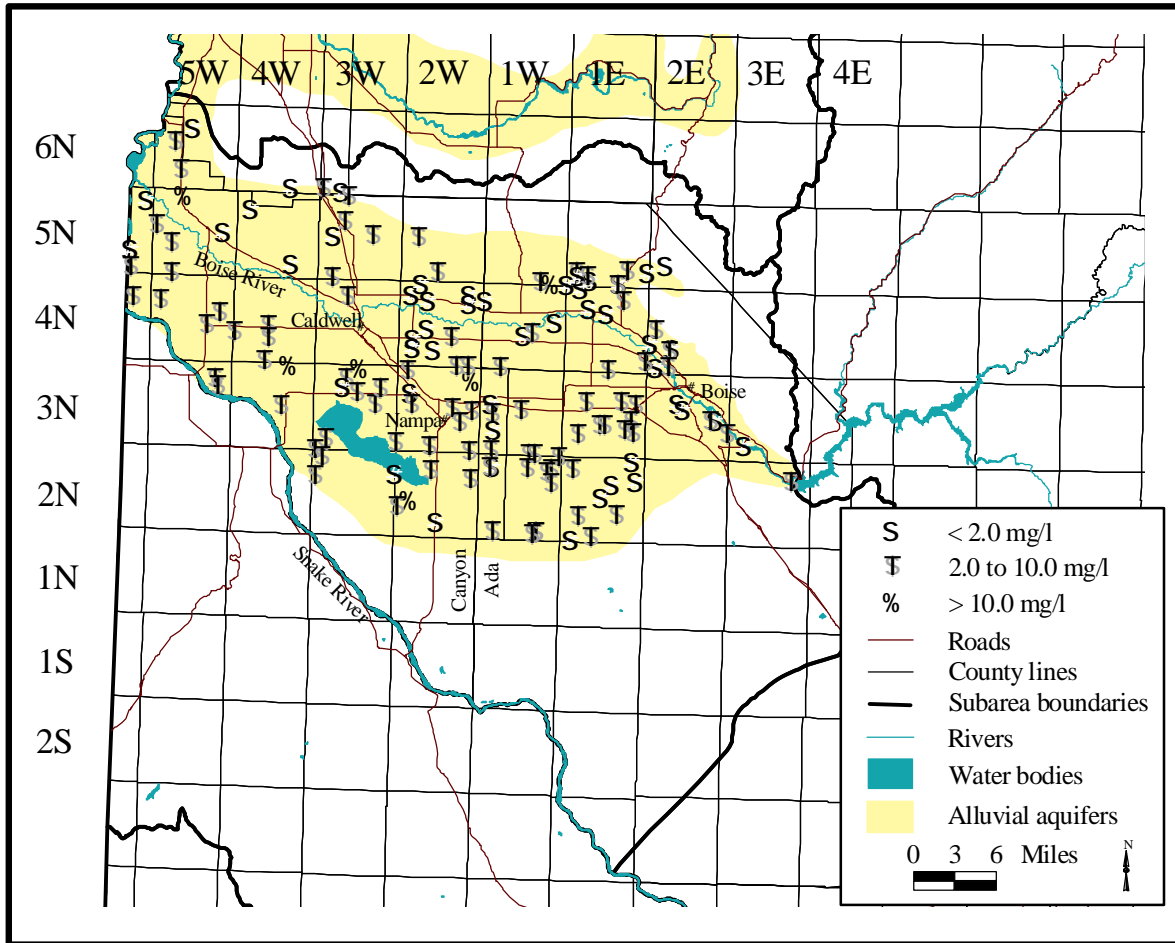 5W 4W 3W 2W 1W 1E 2E 3E 4E
6N
5N
4N
3N
2N
1N
1S
2S
Boise River
Caldwell
Boise
Nampa
Snake River
Canyon
Ada
S < 2.0 mg/l
T 2.0 to 10.0 mg/l
% > 10.0 mg/l
Roads
County lines
Subarea boundaries
Rivers
Water bodies
Alluvial aquifers
0 3 6 Miles
N